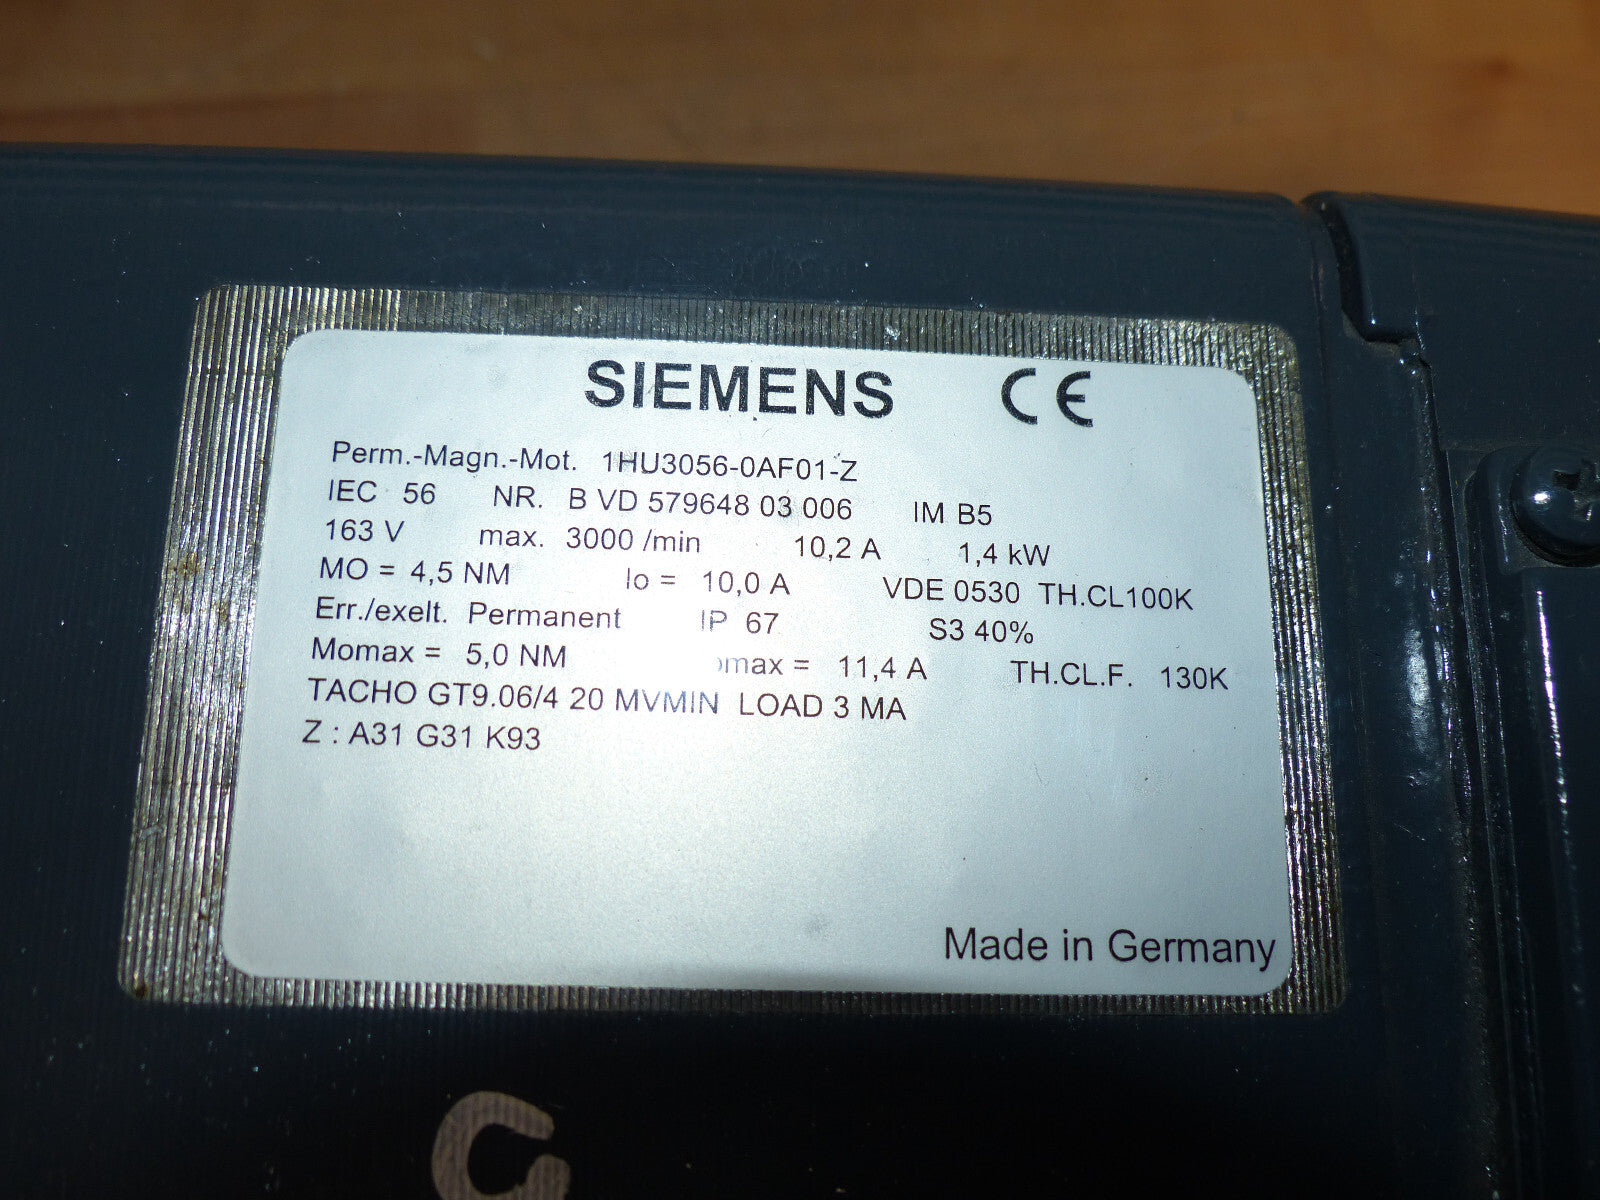 SIEMENS CE
Perm.-Magn.-Mot. 1HU3056-0AF01-Z
IEC 56 NR. B VD 579648 03 006 IM B5
163 V max. 3000 /min 10,2 A 1,4 kW
MO = 4,5 NM Io = 10,0 A VDE 0530 TH.CL100K
Err./exelt. Permanent IP 67 S3 40%
Momax = 5,0 NM omax = 11,4 A TH.CL.F. 130K
TACHO GT9.06/4 20 MVMIN LOAD 3 MA
Z : A31 G31 K93
Made in Germany